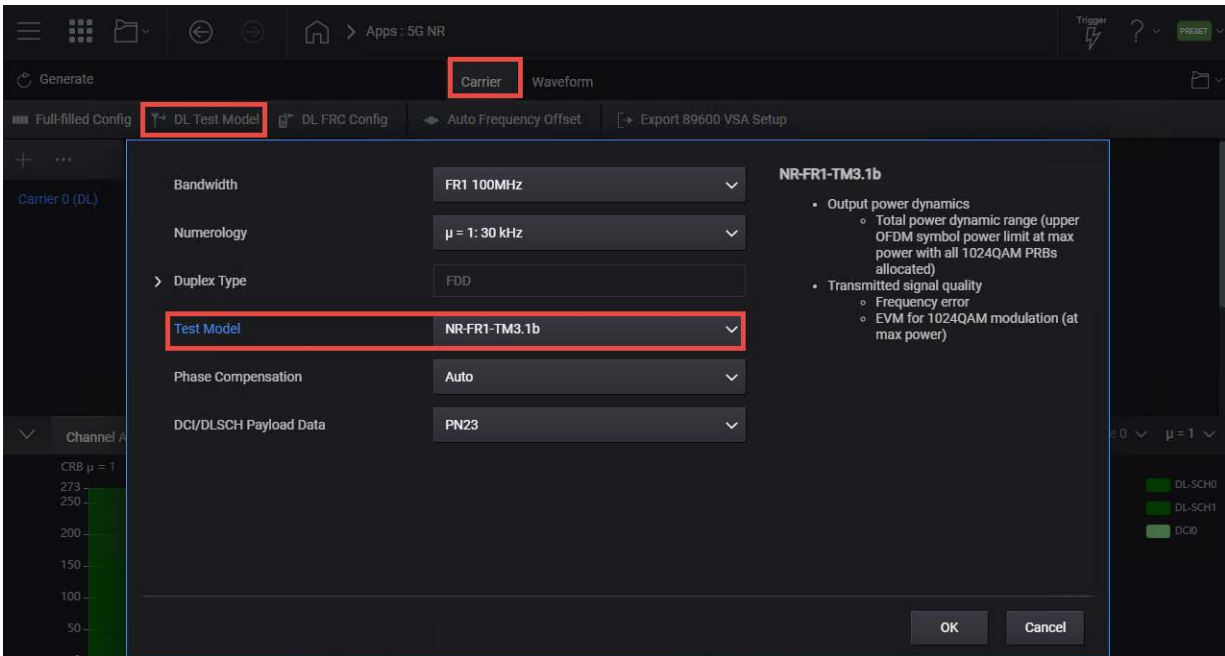 Trigger
Apps : 5G NR
PRESET
Generate
Carrier
Waveform
Full-filled Config
DL Test Model
DL FRC Config
Auto Frequency Offset
Export 89600 VSA Setup
Carrier 0 (DL)
Bandwidth
FR1 100MHz
Numerology
μ = 1: 30 kHz
Duplex Type
FDD
Test Model
NR-FR1-TM3.1b
Phase Compensation
Auto
DCI/DLSCH Payload Data
PN23
NR-FR1-TM3.1b
• Output power dynamics
Total power dynamic range (upper
OFDM symbol power limit at max
power with all 1024QAM PRBs
allocated)
• Transmitted signal quality
Frequency error
EVM for 1024QAM modulation (at
max power)
OK
Cancel
Channel A
0
μ = 1
CRB μ = 1
273
250
200
150
100
50
DL-SCH0
DL-SCH1
DCI0